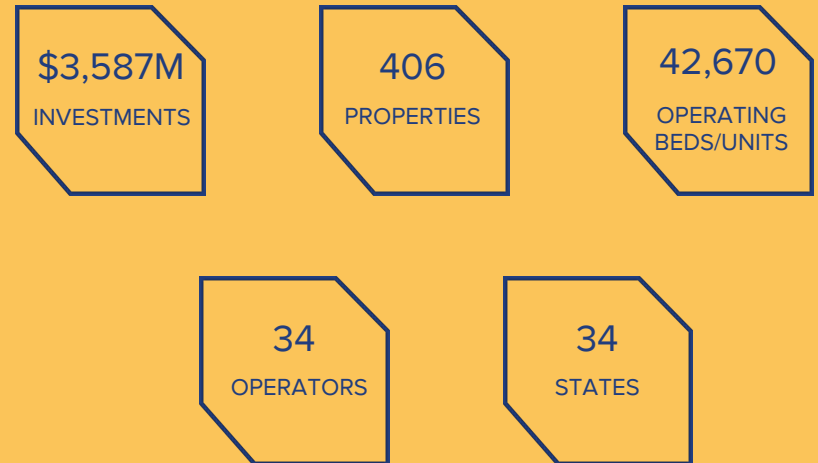 $3,587M
INVESTMENTS
406
PROPERTIES
42,670
OPERATING
BEDS/UNITS
34
OPERATORS
34
STATES